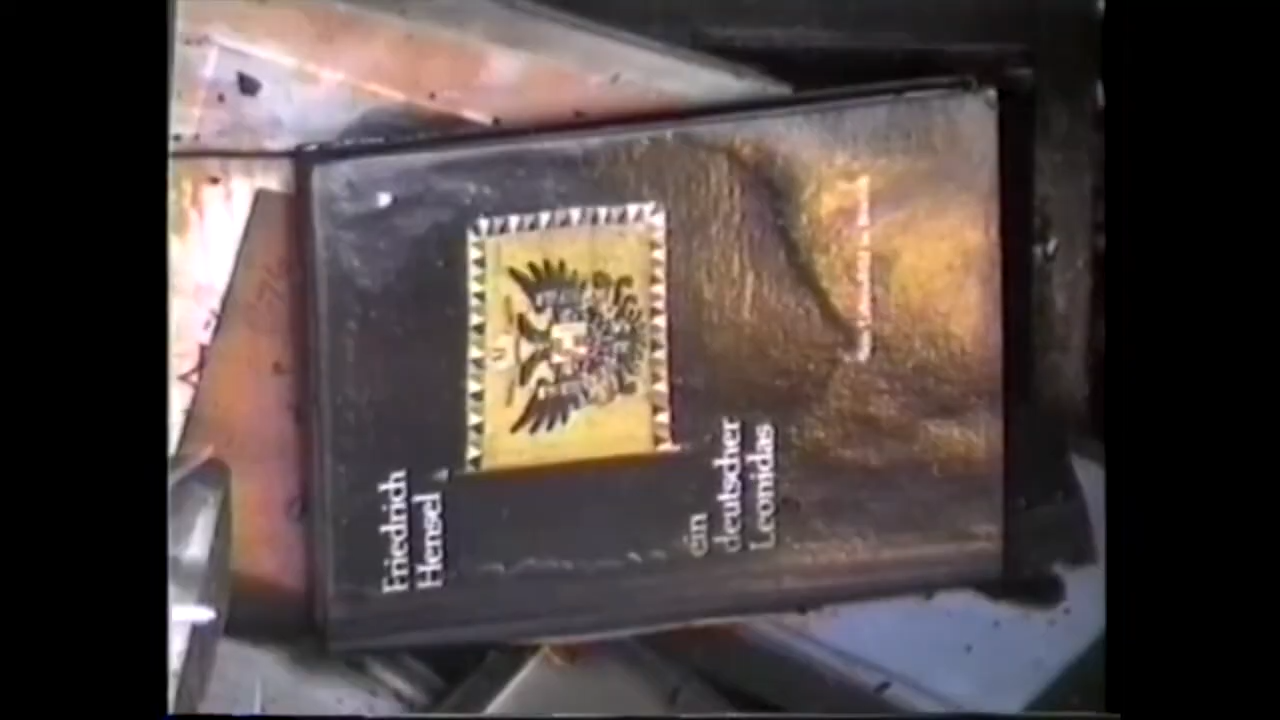 Friedrich
Hensel
ein
deutscher
Leonidas